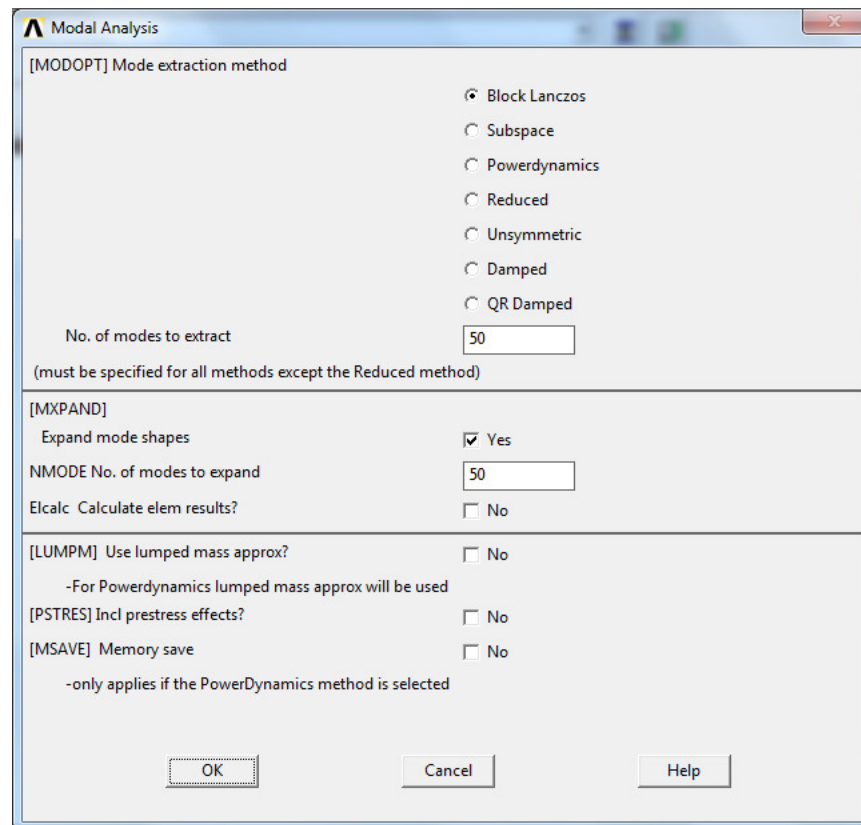 Modal Analysis
[MODOPT] Mode extraction method
Block Lanczos
Subspace
Powerdynamics
Reduced
Unsymmetric
Damped
QR Damped
No. of modes to extract 50
(must be specified for all methods except the Reduced method)
[MXPAND]
Expand mode shapes Yes
NMODE No. of modes to expand 50
Elcalc Calculate elem results? No
[LUMPM] Use lumped mass approx? No
-For Powerdynamics lumped mass approx will be used
[PSTRES] Incl prestress effects? No
[MSAVE] Memory save No
-only applies if the PowerDynamics method is selected
OK Cancel Help